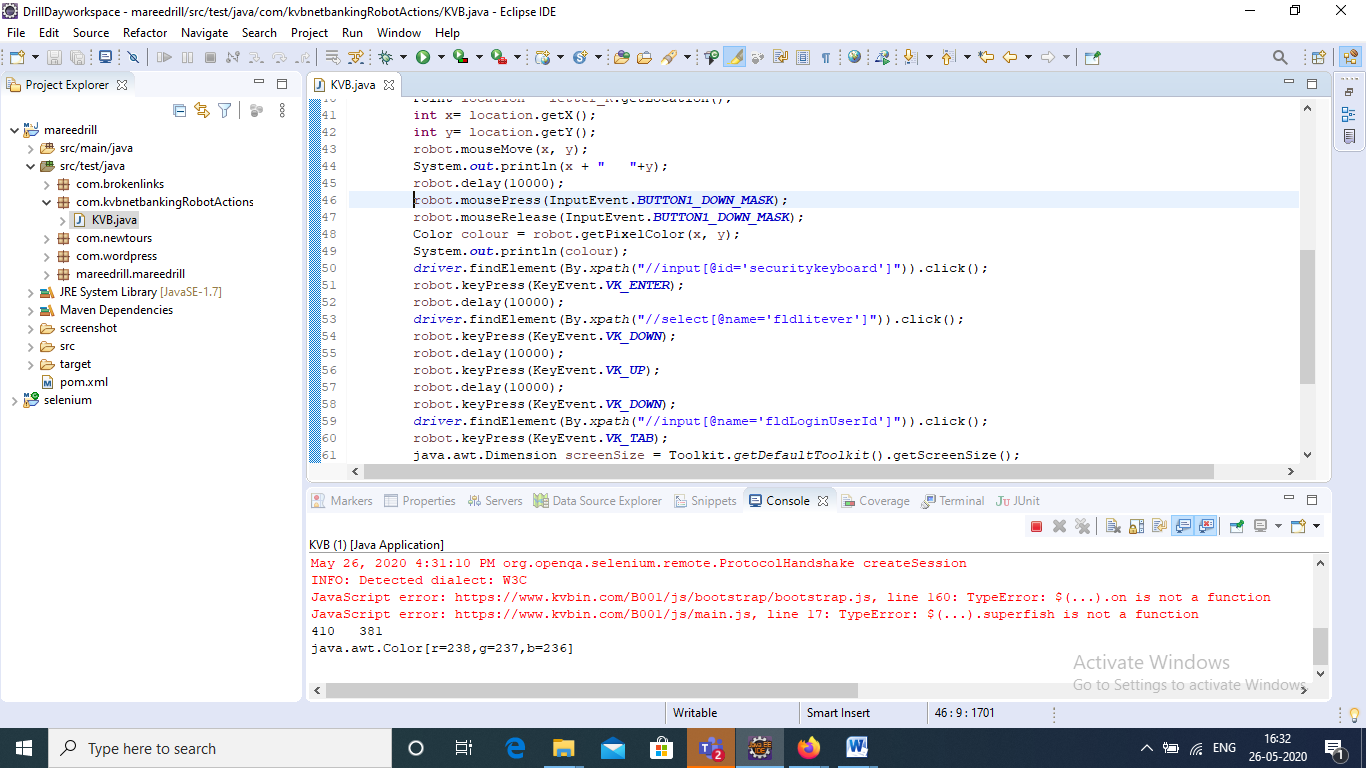 DrillDayworkspace - mareedrill/src/test/java/com/kvbnetbankingRobotActions/KVB.java - Eclipse IDE
File Edit Source Refactor Navigate Search Project Run Window Help
Project Explorer
mareedrill
src/main/java
src/test/java
com.brokenlinks
com.kvbnetbankingRobotActions
KVB.java
com.newtours
com.wordpress
mareedrill.mareedrill
JRE System Library [JavaSE-1.7]
Maven Dependencies
screenshot
src
target
pom.xml
selenium
KVB.java
40 Point location = letter_k.getLocation();
41 int x= location.getX();
42 int y= location.getY();
43 robot.mouseMove(x, y);
44 System.out.println(x + "   "+y);
45 robot.delay(10000);
46 robot.mousePress(InputEvent.BUTTON1_DOWN_MASK);
47 robot.mouseRelease(InputEvent.BUTTON1_DOWN_MASK);
48 Color colour = robot.getPixelColor(x, y);
49 System.out.println(colour);
50 driver.findElement(By.xpath("//input[@id='securitykeyboard']")).click();
51 robot.keyPress(KeyEvent.VK_ENTER);
52 robot.delay(10000);
53 driver.findElement(By.xpath("//select[@name='fldlitever']")).click();
54 robot.keyPress(KeyEvent.VK_DOWN);
55 robot.delay(10000);
56 robot.keyPress(KeyEvent.VK_UP);
57 robot.delay(10000);
58 robot.keyPress(KeyEvent.VK_DOWN);
59 driver.findElement(By.xpath("//input[@name='fldLoginUserId']")).click();
60 robot.keyPress(KeyEvent.VK_TAB);
61 java.awt.Dimension screenSize = Toolkit.getDefaultToolkit().getScreenSize();
Markers Properties Servers Data Source Explorer Snippets Console Coverage Terminal JUnit
KVB (1) [Java Application]
May 26, 2020 4:31:10 PM org.openqa.selenium.remote.ProtocolHandshake createSession
INFO: Detected dialect: W3C
JavaScript error: https://www.kvbin.com/B001/js/bootstrap/bootstrap.js, line 160: TypeError: $(...).on is not a function
JavaScript error: https://www.kvbin.com/B001/js/main.js, line 17: TypeError: $(...).superfish is not a function
410   381
java.awt.Color[r=238,g=237,b=236]
Activate Windows
Go to Settings to activate Windows.
Writable Smart Insert 46 : 9 : 1701
Type here to search
ENG
16:32
26-05-2020